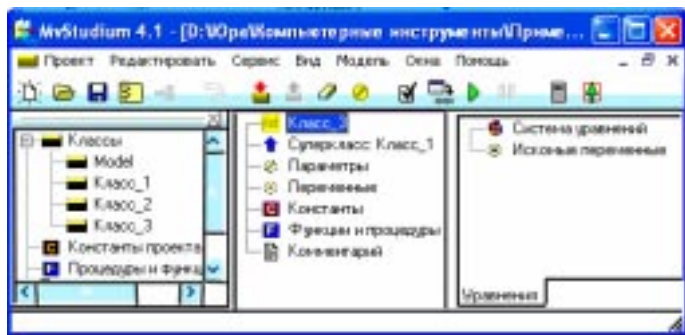 MvStudium 4.1 - [D:\Юра\Компьютерные инструменты\Приме...
Проект Редактировать Сервис Вид Модель Окна Помощь
Классы
Model
Класс_1
Класс_2
Класс_3
Константы проекта
Процедуры и функц
Класс_3
Суперкласс: Класс_1
Параметры
Переменные
Константы
Функции и процедуры
Комментарий
Система уравнений
Искомые переменные
Уравнения